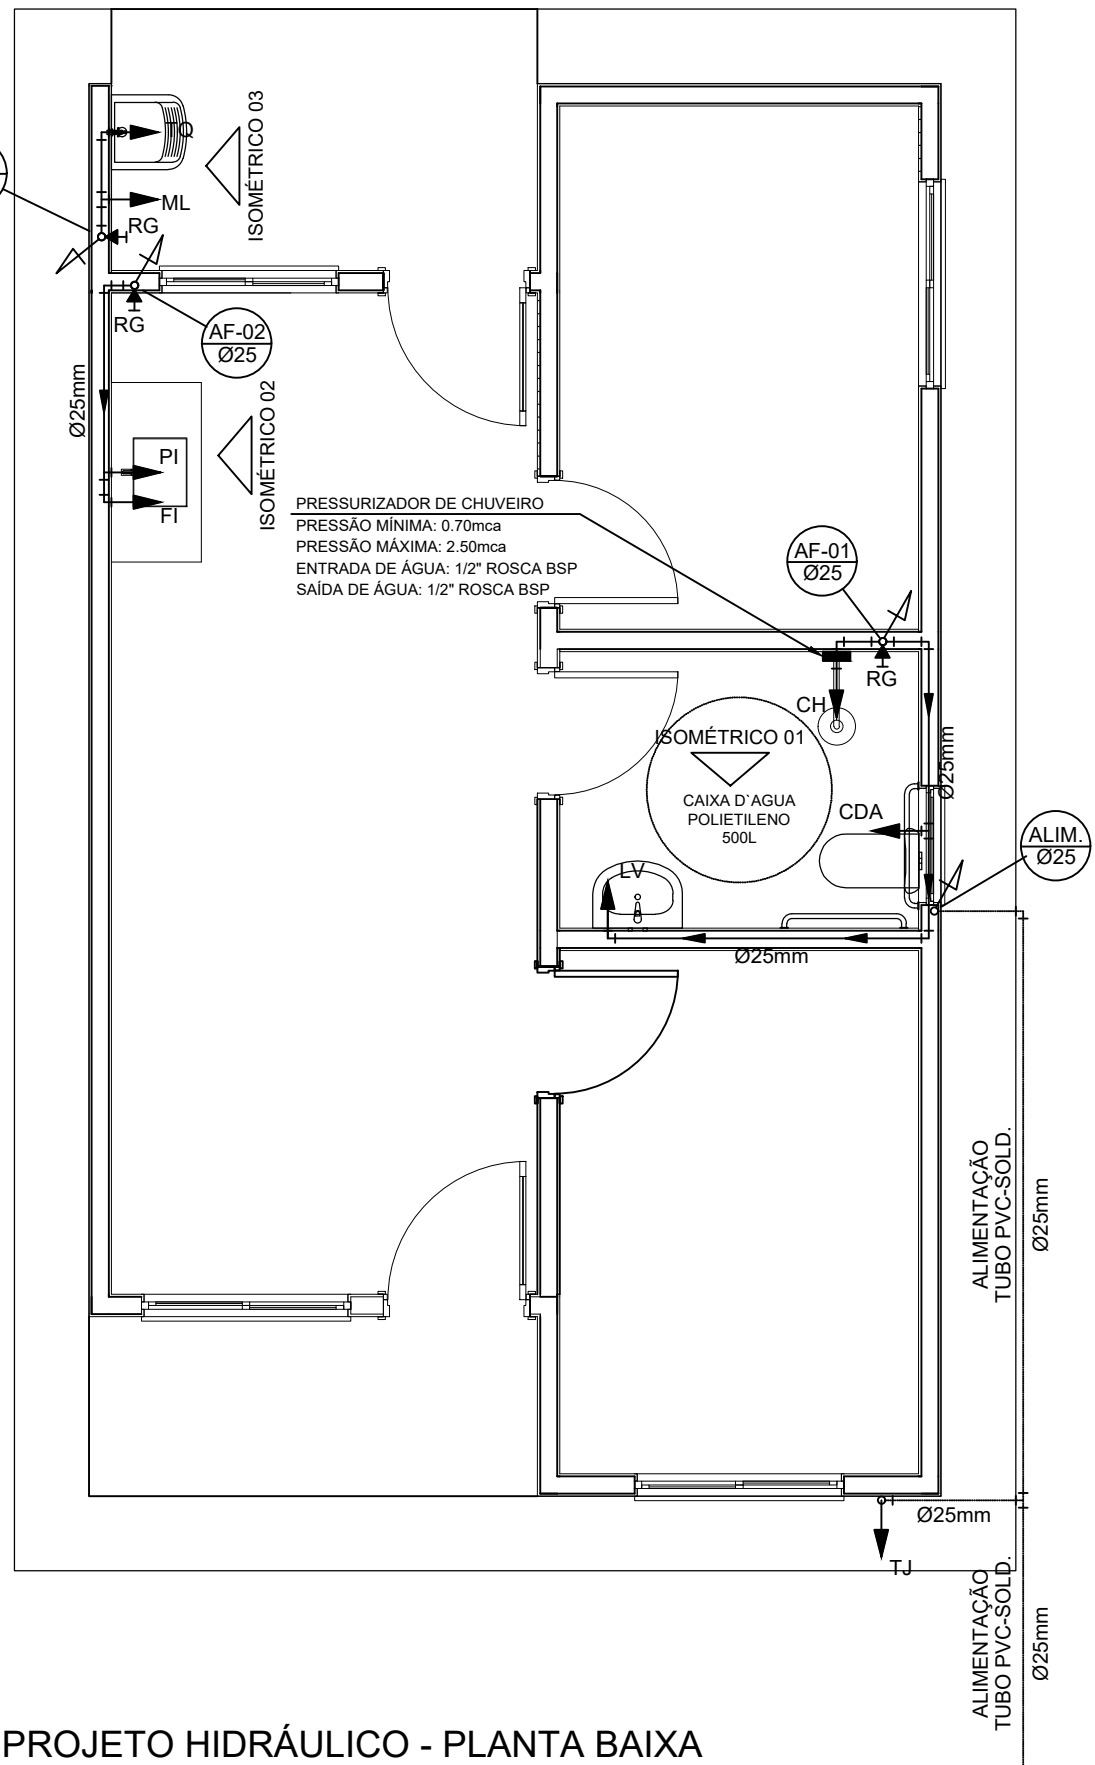 TQ
ML
RG
ISOMÉTRICO 03
RG
AF-02
Ø25
Ø25mm
PI
FI
ISOMÉTRICO 02
PRESSURIZADOR DE CHUVEIRO
PRESSÃO MÍNIMA: 0.70mca
PRESSÃO MÁXIMA: 2.50mca
ENTRADA DE ÁGUA: 1/2" ROSCA BSP
SAÍDA DE ÁGUA: 1/2" ROSCA BSP
AF-01
Ø25
RG
CH
ISOMÉTRICO 01
CAIXA D`AGUA
POLIETILENO
500L
CDA
Ø25mm
ALIM.
Ø25
LV
Ø25mm
ALIMENTAÇÃO
TUBO PVC-SOLD.
Ø25mm
Ø25mm
TJ
ALIMENTAÇÃO
TUBO PVC-SOLD.
Ø25mm
PROJETO HIDRÁULICO - PLANTA BAIXA